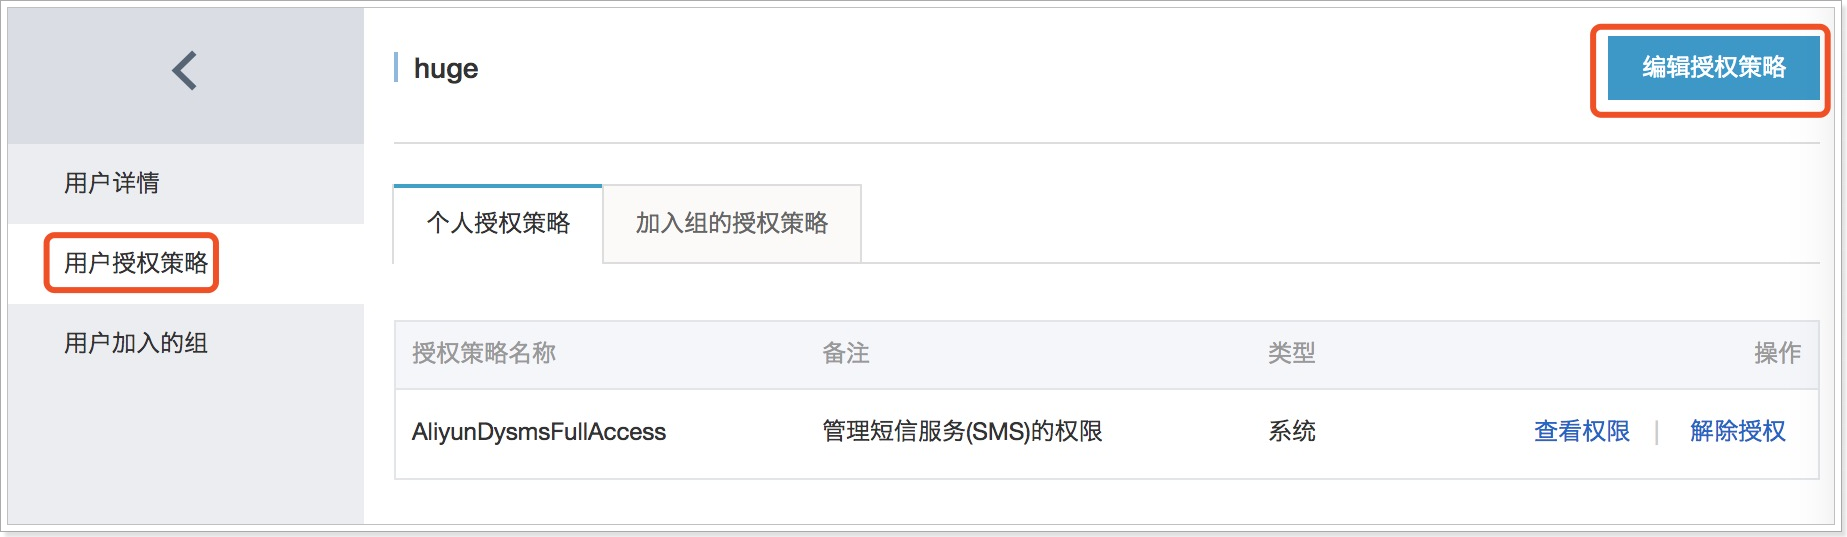 huge
编辑授权策略
用户详情
用户授权策略
用户加入的组
个人授权策略
加入组的授权策略
授权策略名称 备注 类型 操作
AliyunDysmsFullAccess 管理短信服务(SMS)的权限 系统 查看权限 | 解除授权